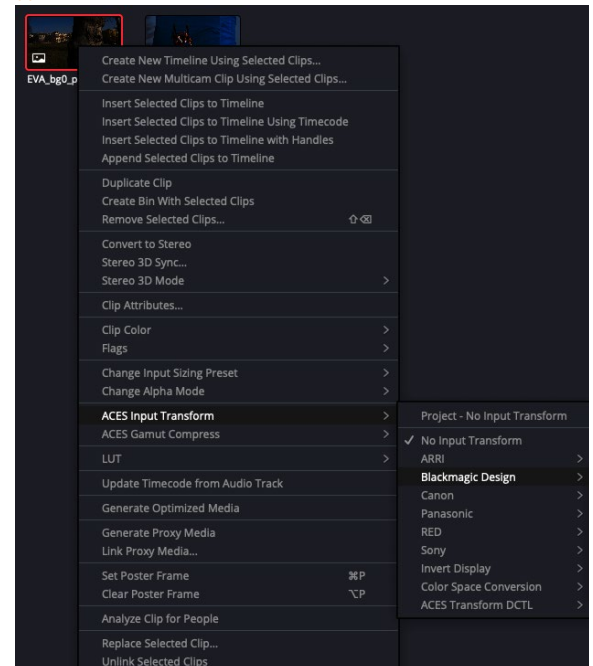 EVA_bg0_p
Create New Timeline Using Selected Clips...
Create New Multicam Clip Using Selected Clips...
Insert Selected Clips to Timeline
Insert Selected Clips to Timeline Using Timecode
Insert Selected Clips to Timeline with Handles
Append Selected Clips to Timeline
Duplicate Clip
Create Bin With Selected Clips
Remove Selected Clips... ⇧⌫
Convert to Stereo
Stereo 3D Sync...
Stereo 3D Mode >
Clip Attributes...
Clip Color >
Flags >
Change Input Sizing Preset >
Change Alpha Mode >
ACES Input Transform >
ACES Gamut Compress >
LUT >
Update Timecode from Audio Track
Generate Optimized Media
Generate Proxy Media
Link Proxy Media...
Set Poster Frame ⌘P
Clear Poster Frame ⌥P
Analyze Clip for People
Replace Selected Clip...
Unlink Selected Clips
Project - No Input Transform
✓ No Input Transform
ARRI >
Blackmagic Design >
Canon >
Panasonic >
RED >
Sony >
Invert Display >
Color Space Conversion >
ACES Transform DCTL >